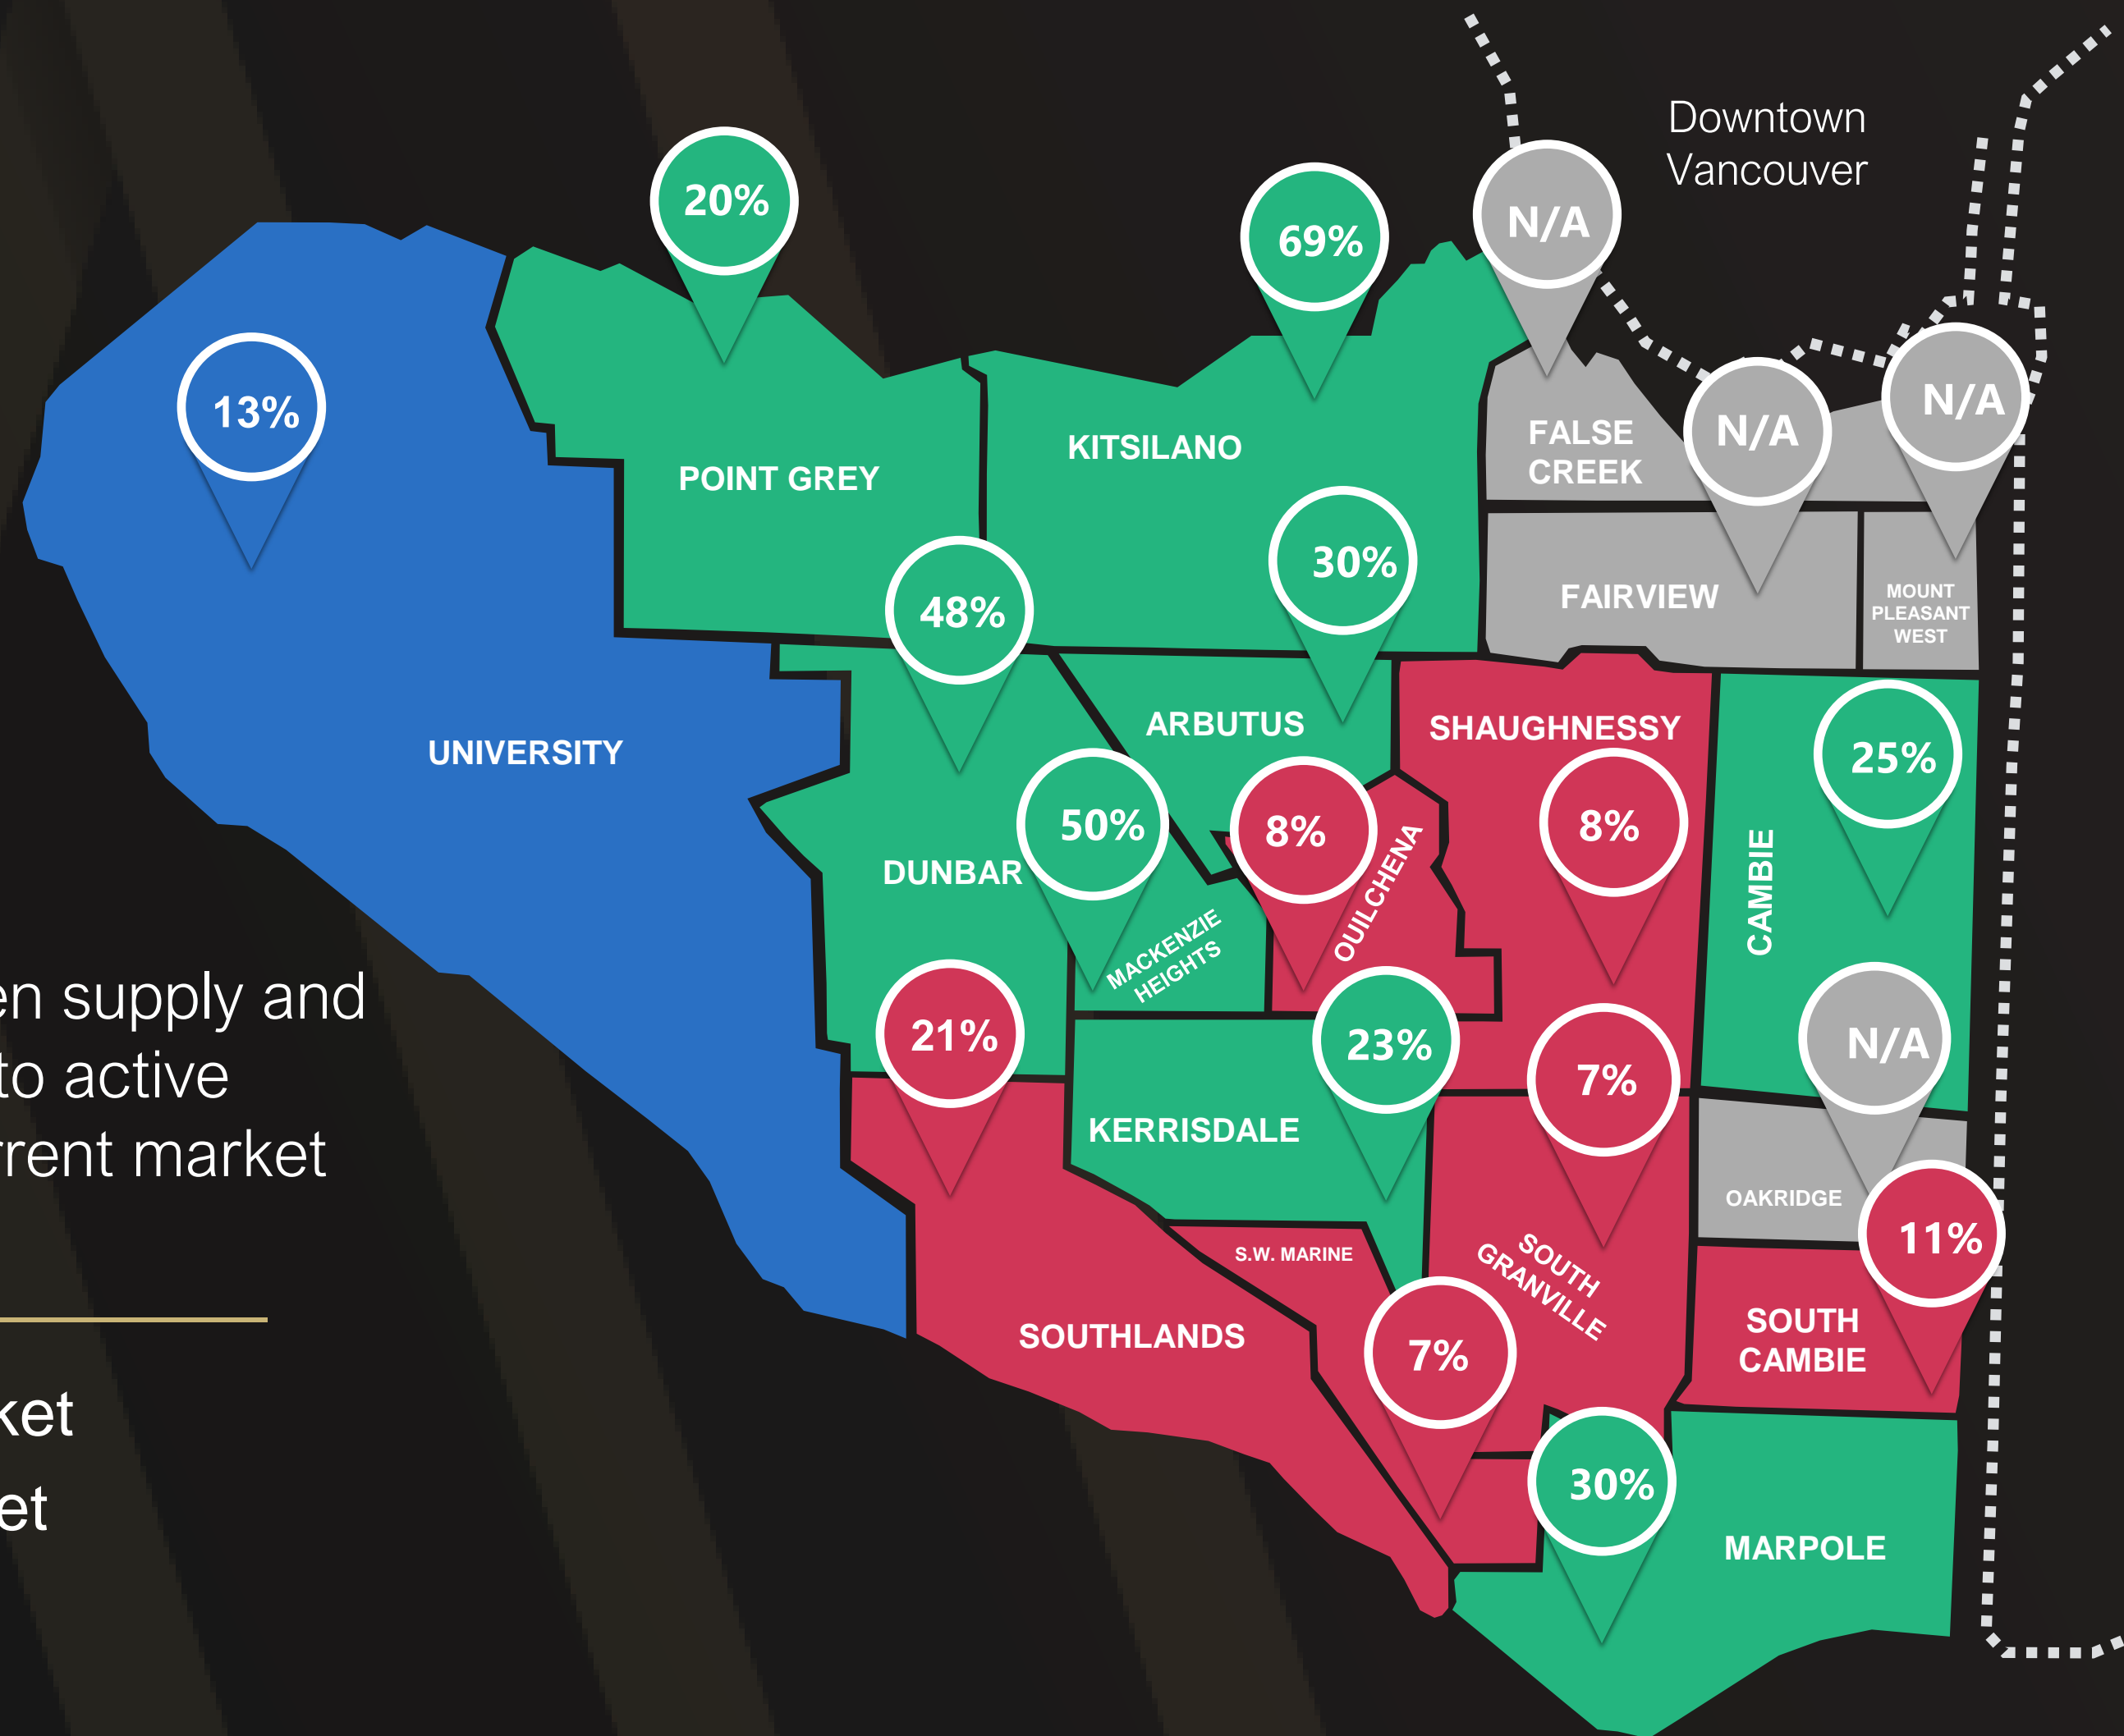 Downtown
Vancouver
20%
69%
N/A
13%
N/A
N/A
FALSE
CREEK
KITSILANO
POINT GREY
30%
48%
FAIRVIEW
MOUNT
PLEASANT
WEST
ARBUTUS
SHAUGHNESSY
UNIVERSITY
25%
50%
8%
8%
DUNBAR
OUILCHENA
CAMBIE
MACKENZIE
HEIGHTS
en supply and
21%
23%
N/A
to active
7%
KERRISDALE
rrent market
OAKRIDGE
11%
S.W. MARINE
SOUTH
GRANVILLE
SOUTHLANDS
SOUTH
CAMBIE
7%
ket
30%
et
MARPOLE